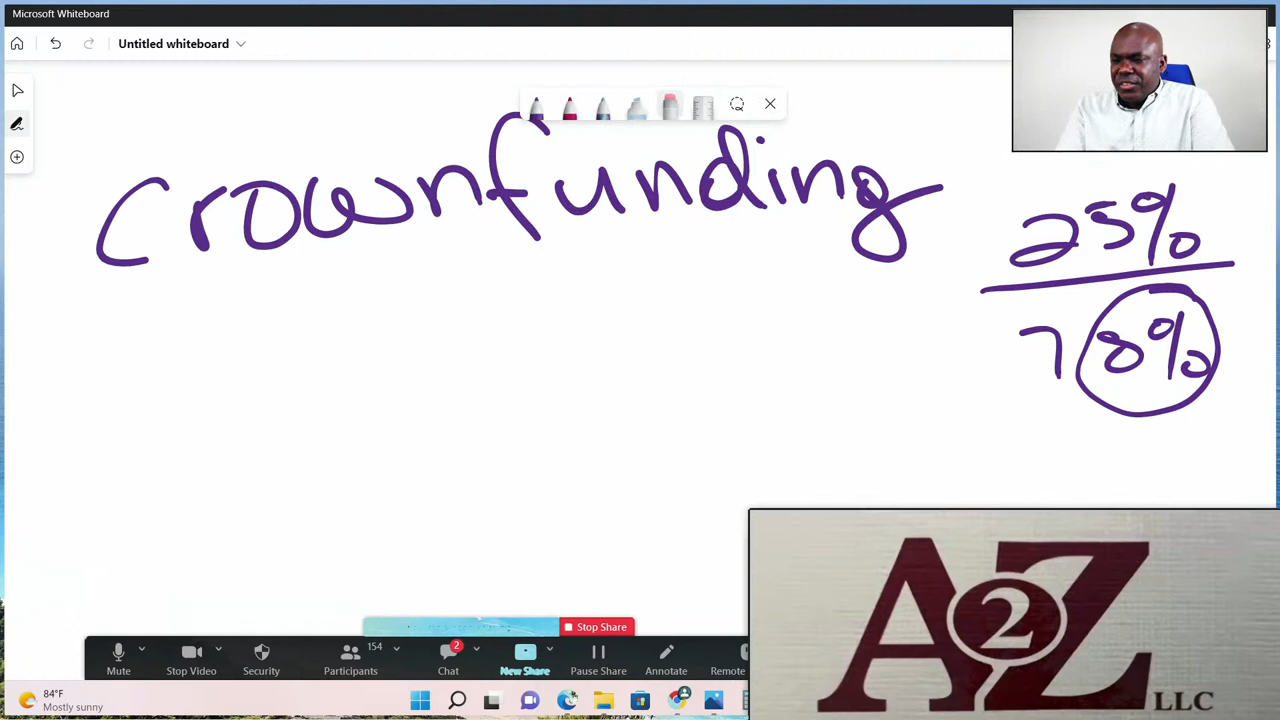 Microsoft Whiteboard
Untitled whiteboard
crownfunding
25%
78%
A2Z LLC
Stop Share
154
2
Mute
Stop Video
Security
Participants
Chat
New Share
Pause Share
Annotate
Remote
84°F
Mostly sunny